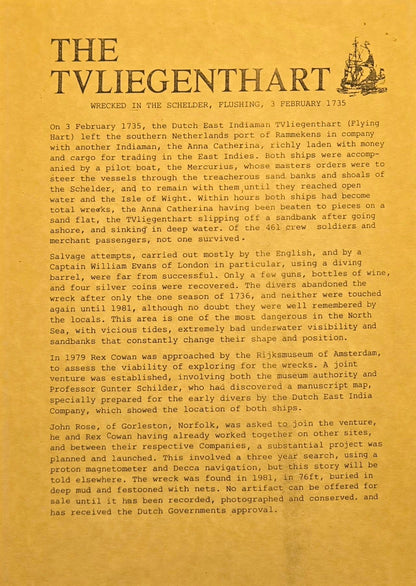 THE
TVLIEGENTHART
WRECKED IN THE SCHELDER, FLUSHING, 3 FEBRUARY 1735
On 3 February 1735, the Dutch East Indiaman TVliegenthart (Flying
Hart) left the southern Netherlands port of Rammekens in company
with another Indiaman, the Anna Catherina, richly laden with money
and cargo for trading in the East Indies. Both ships were accomp-
anied by a pilot boat, the Mercurius, whose masters orders were to
steer the vessels through the treacherous sand banks and shoals of
the Schelder, and to remain with them until they reached open
water and the Isle of Wight. Within hours both ships had become
total wrecks, the Anna Catherina having been beaten to pieces on a
sand flat, the TVliegenthart slipping off a sandbank after going
ashore, and sinking in deep water. Of the 461 crew soldiers and
merchant passengers, not one survived.
Salvage attempts, carried out mostly by the English, and by a
Captain William Evans of London in particular, using a diving
barrel, were far from successful. Only a few guns, bottles of wine,
and four silver coins were recovered. The divers abandoned the
wreck after only the one season of 1736, and neither were touched
again until 1981, although no doubt they were well remembered by
the locals. This area is one of the most dangerous in the North
Sea, with vicious tides, extremely bad underwater visibility and
sandbanks that constantly change their shape and position.
In 1979 Rex Cowan was approached by the Rijksmuseum of Amsterdam,
to assess the viability of exploring for the wrecks. A joint
venture was established, involving both the museum authority and
Professor Gunter Schilder, who had discovered a manuscript map,
specially prepared for the early divers by the Dutch East India
Company, which showed the location of both ships.
John Rose, of Gorleston, Norfolk, was asked to join the venture,
he and Rex Cowan having already worked together on other sites,
and between their respective Companies, a substantial project was
planned and launched. This involved a three year search, using a
proton magnetometer and Decca navigation, but this story will be
told elsewhere. The wreck was found in 1981, in 76ft, buried in
deep mud and festooned with nets. No artifact can be offered for
sale until it has been recorded, photographed and conserved, and
has received the Dutch Governments approval.